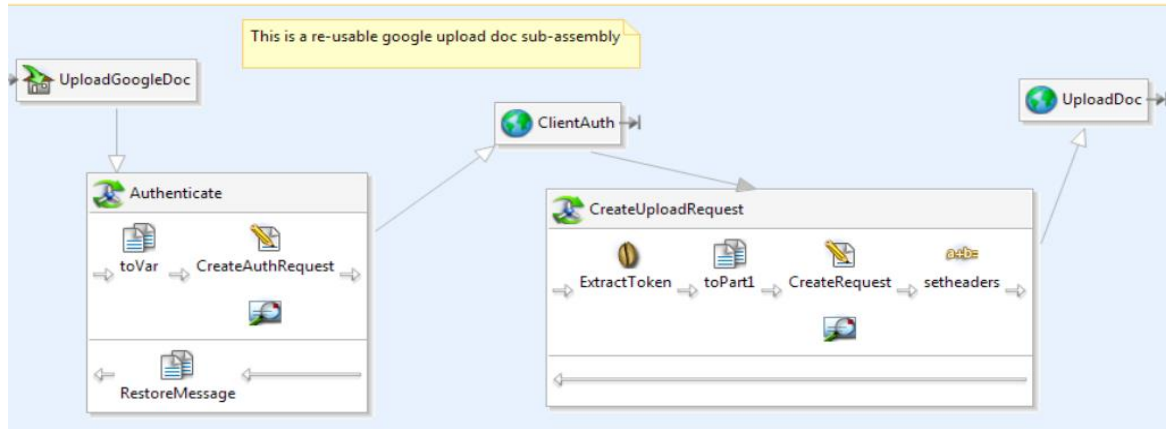 This is a re-usable google upload doc sub-assembly
UploadGoogleDoc
ClientAuth
UploadDoc
Authenticate
toVar
CreateAuthRequest
RestoreMessage
CreateUploadRequest
ExtractToken
toPart1
CreateRequest
a+b=
setheaders